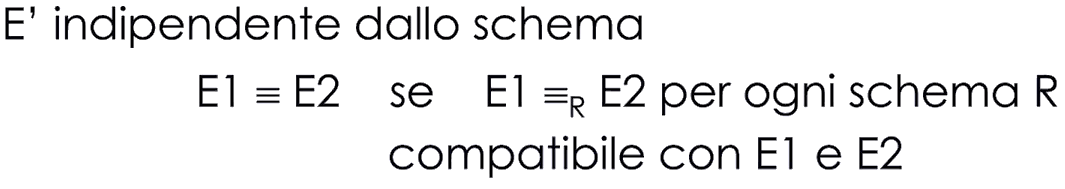 E’ indipendente dallo schema
E1 ≡ E2 se E1 ≡R E2 per ogni schema R
compatibile con E1 e E2